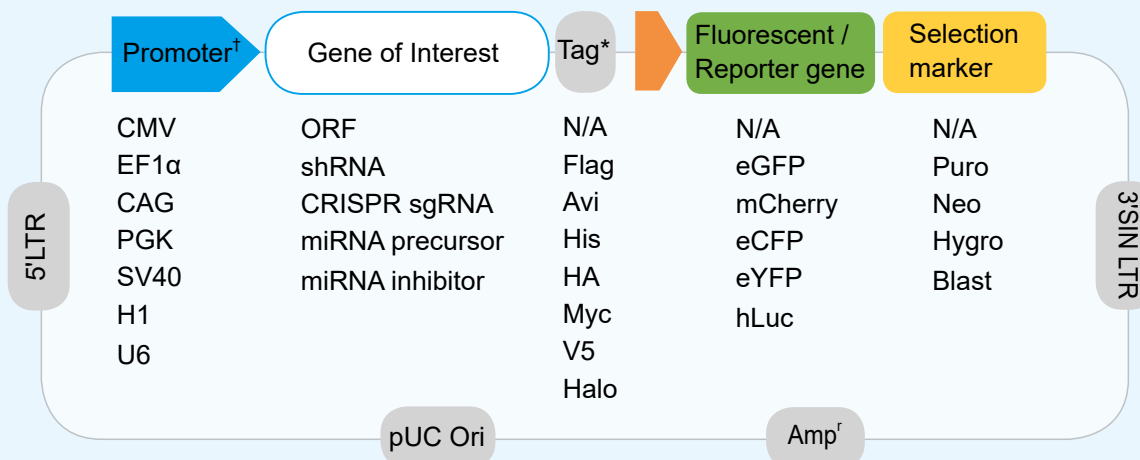 Promoter†
Gene of Interest
Tag*
Fluorescent /
Reporter gene
Selection
marker
CMV
EF1α
CAG
PGK
SV40
H1
U6
ORF
shRNA
CRISPR sgRNA
miRNA precursor
miRNA inhibitor
N/A
Flag
Avi
His
HA
Myc
V5
Halo
N/A
eGFP
mCherry
eCFP
eYFP
hLuc
N/A
Puro
Neo
Hygro
Blast
5'LTR
3'SIN LTR
pUC Ori
Ampʳ